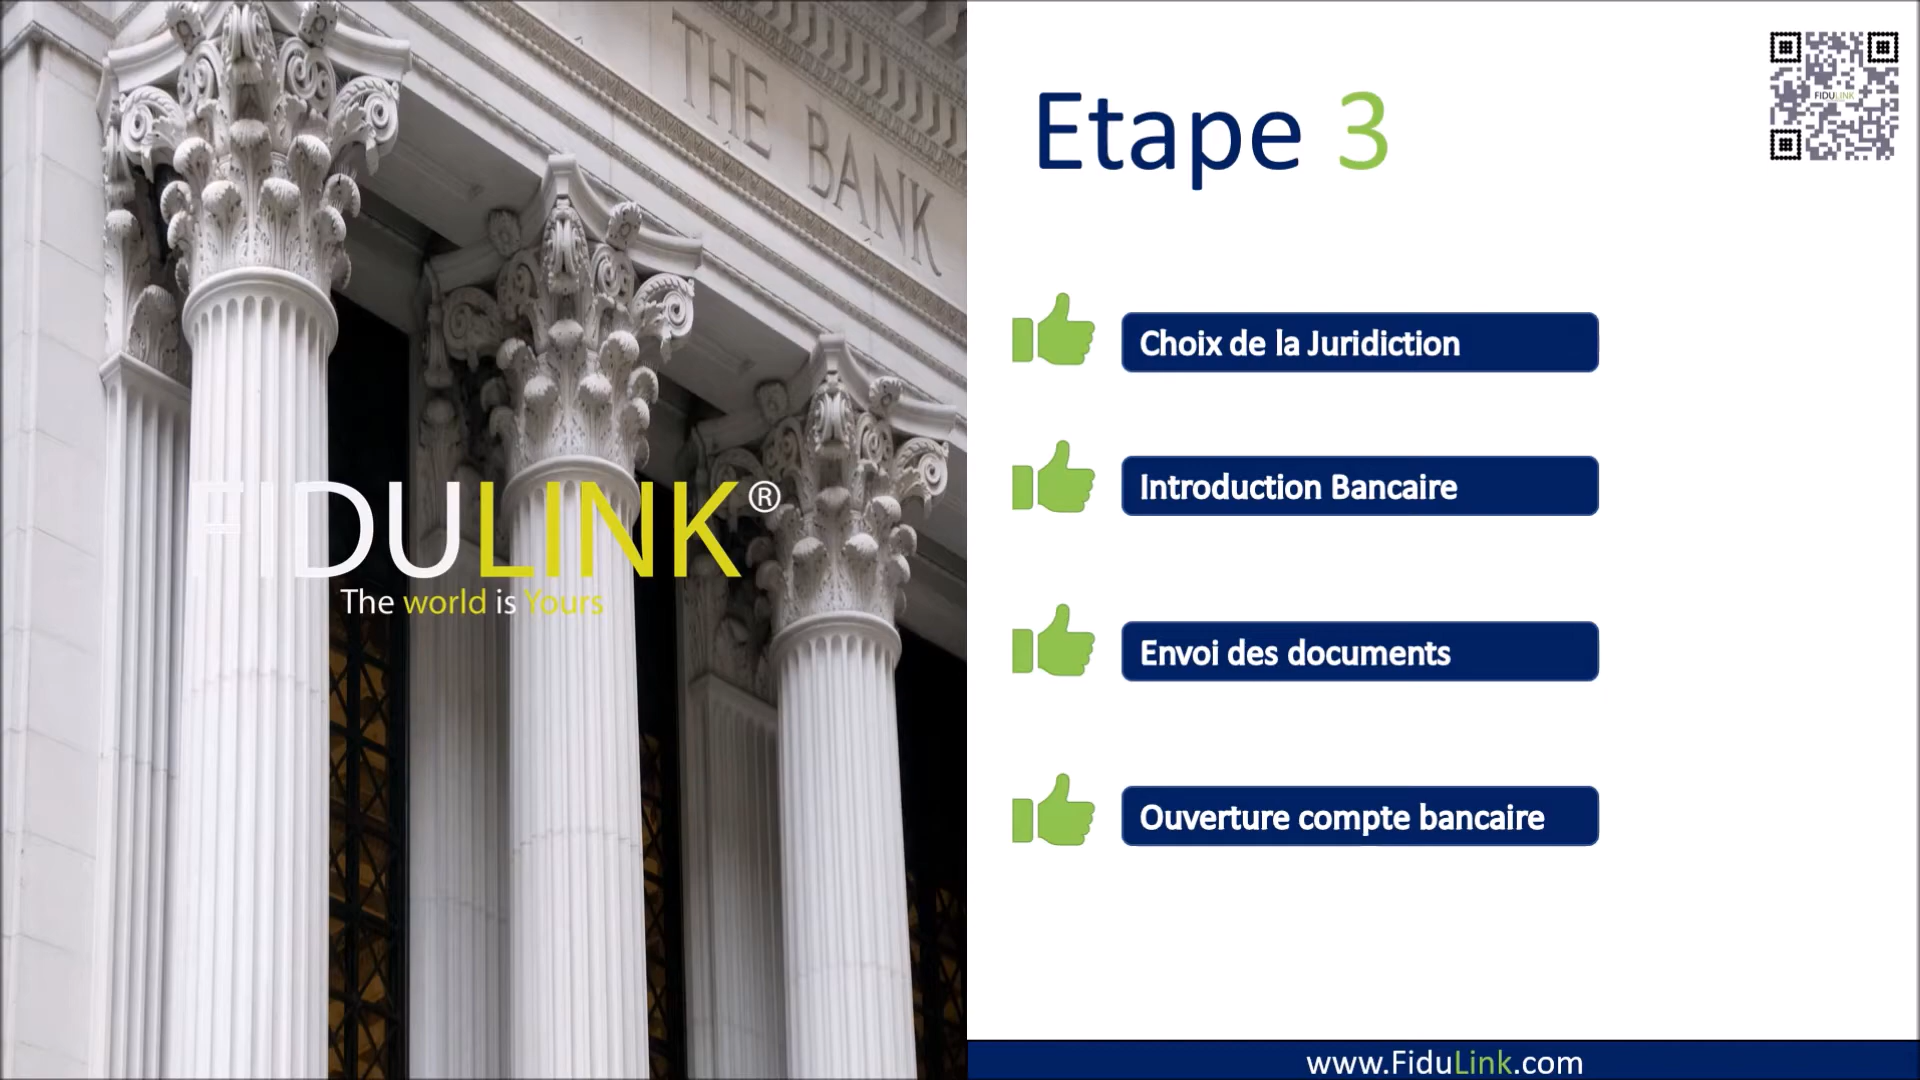 THE BANK
FIDULINK®
The world is Yours
Etape 3
FIDULINK
Choix de la Juridiction
Introduction Bancaire
Envoi des documents
Ouverture compte bancaire
www.FiduLink.com